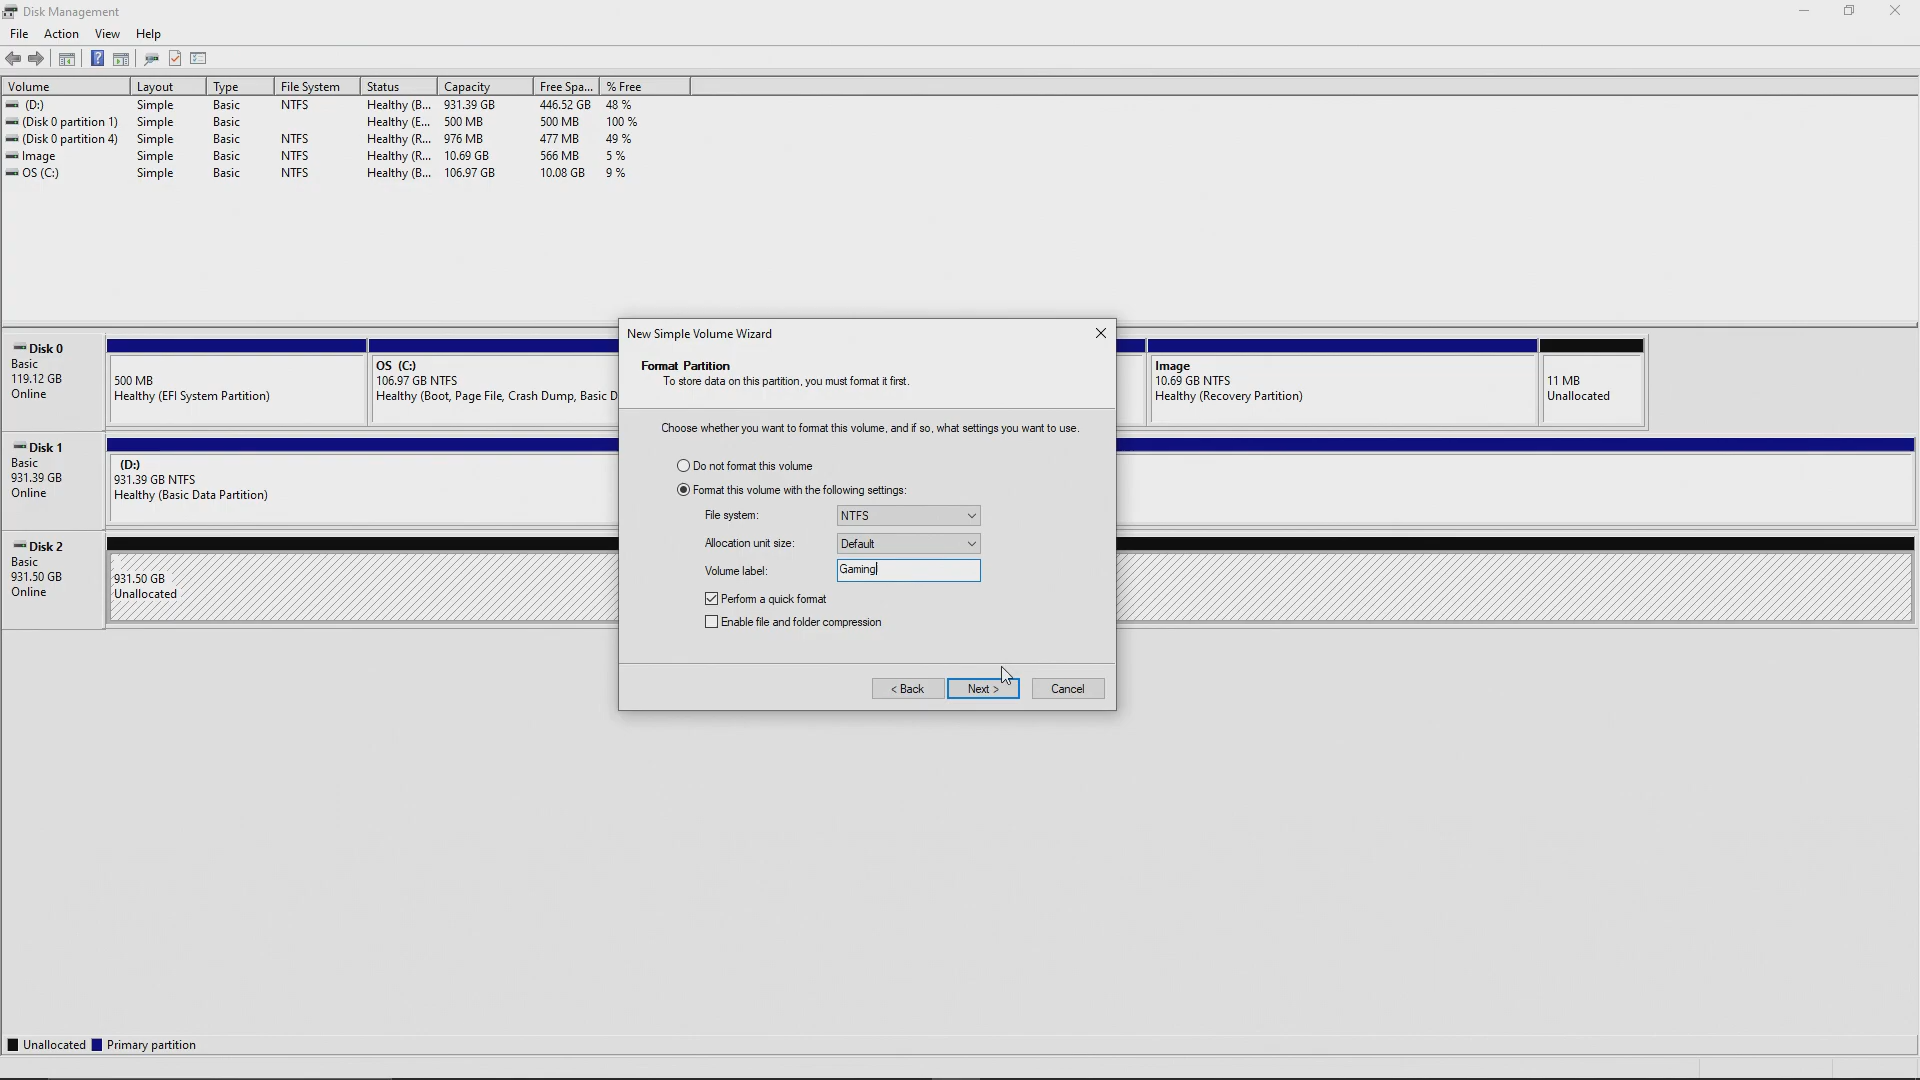 Disk Management
File Action View Help
Volume Layout Type File System Status Capacity Free Spa... % Free
(D:) Simple Basic NTFS Healthy (B... 931.39 GB 446.52 GB 48 %
(Disk 0 partition 1) Simple Basic Healthy (E... 500 MB 500 MB 100 %
(Disk 0 partition 4) Simple Basic NTFS Healthy (R... 976 MB 477 MB 49 %
Image Simple Basic NTFS Healthy (R... 10.69 GB 566 MB 5 %
OS (C:) Simple Basic NTFS Healthy (B... 106.97 GB 10.08 GB 9 %
Disk 0
Basic
119.12 GB
Online
500 MB
Healthy (EFI System Partition)
OS (C:)
106.97 GB NTFS
Healthy (Boot, Page File, Crash Dump, Basic D
Image
10.69 GB NTFS
Healthy (Recovery Partition)
11 MB
Unallocated
Disk 1
Basic
931.39 GB
Online
(D:)
931.39 GB NTFS
Healthy (Basic Data Partition)
Disk 2
Basic
931.50 GB
Online
931.50 GB
Unallocated
New Simple Volume Wizard
Format Partition
To store data on this partition, you must format it first.
Choose whether you want to format this volume, and if so, what settings you want to use.
Do not format this volume
Format this volume with the following settings:
File system: NTFS
Allocation unit size: Default
Volume label: Gaming
Perform a quick format
Enable file and folder compression
< Back Next > Cancel
Unallocated Primary partition